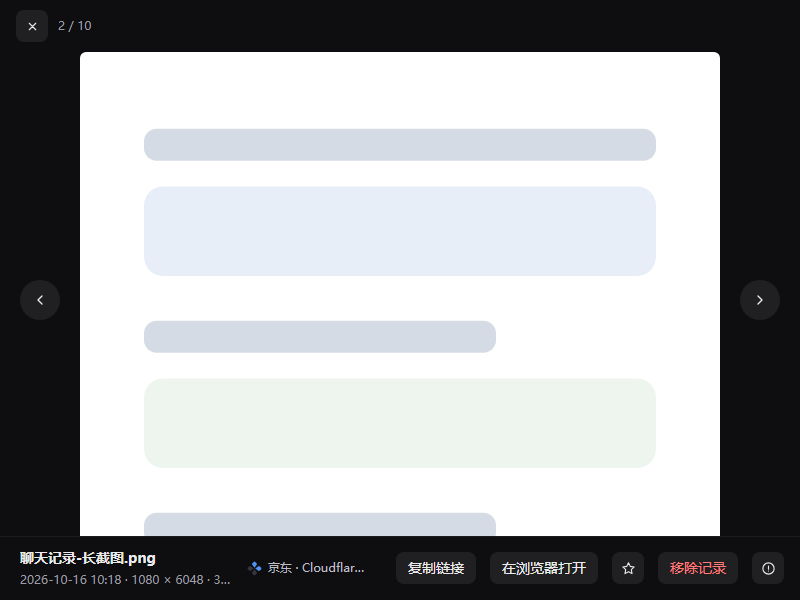 2 / 10
聊天记录-长截图.png
2026-10-16 10:18 · 1080 × 6048 · 3...
京东 · Cloudflar...
复制链接
在浏览器打开
移除记录